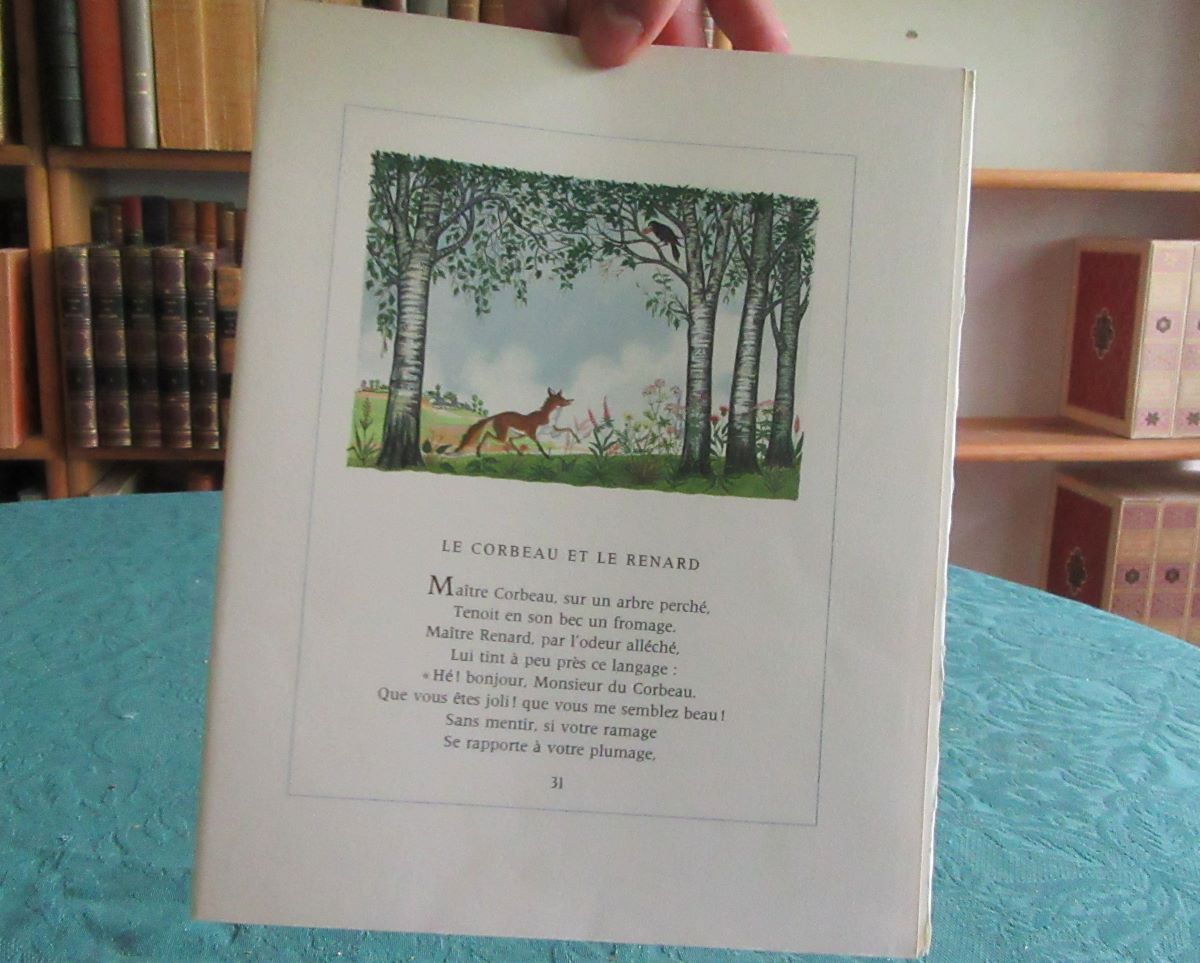 LE CORBEAU ET LE RENARD
Maître Corbeau, sur un arbre perché,
Tenoit en son bec un fromage.
Maître Renard, par l'odeur alléché,
Lui tint à peu près ce langage :
« Hé! bonjour, Monsieur du Corbeau.
Que vous êtes joli! que vous me semblez beau!
Sans mentir, si votre ramage
Se rapporte à votre plumage,
31